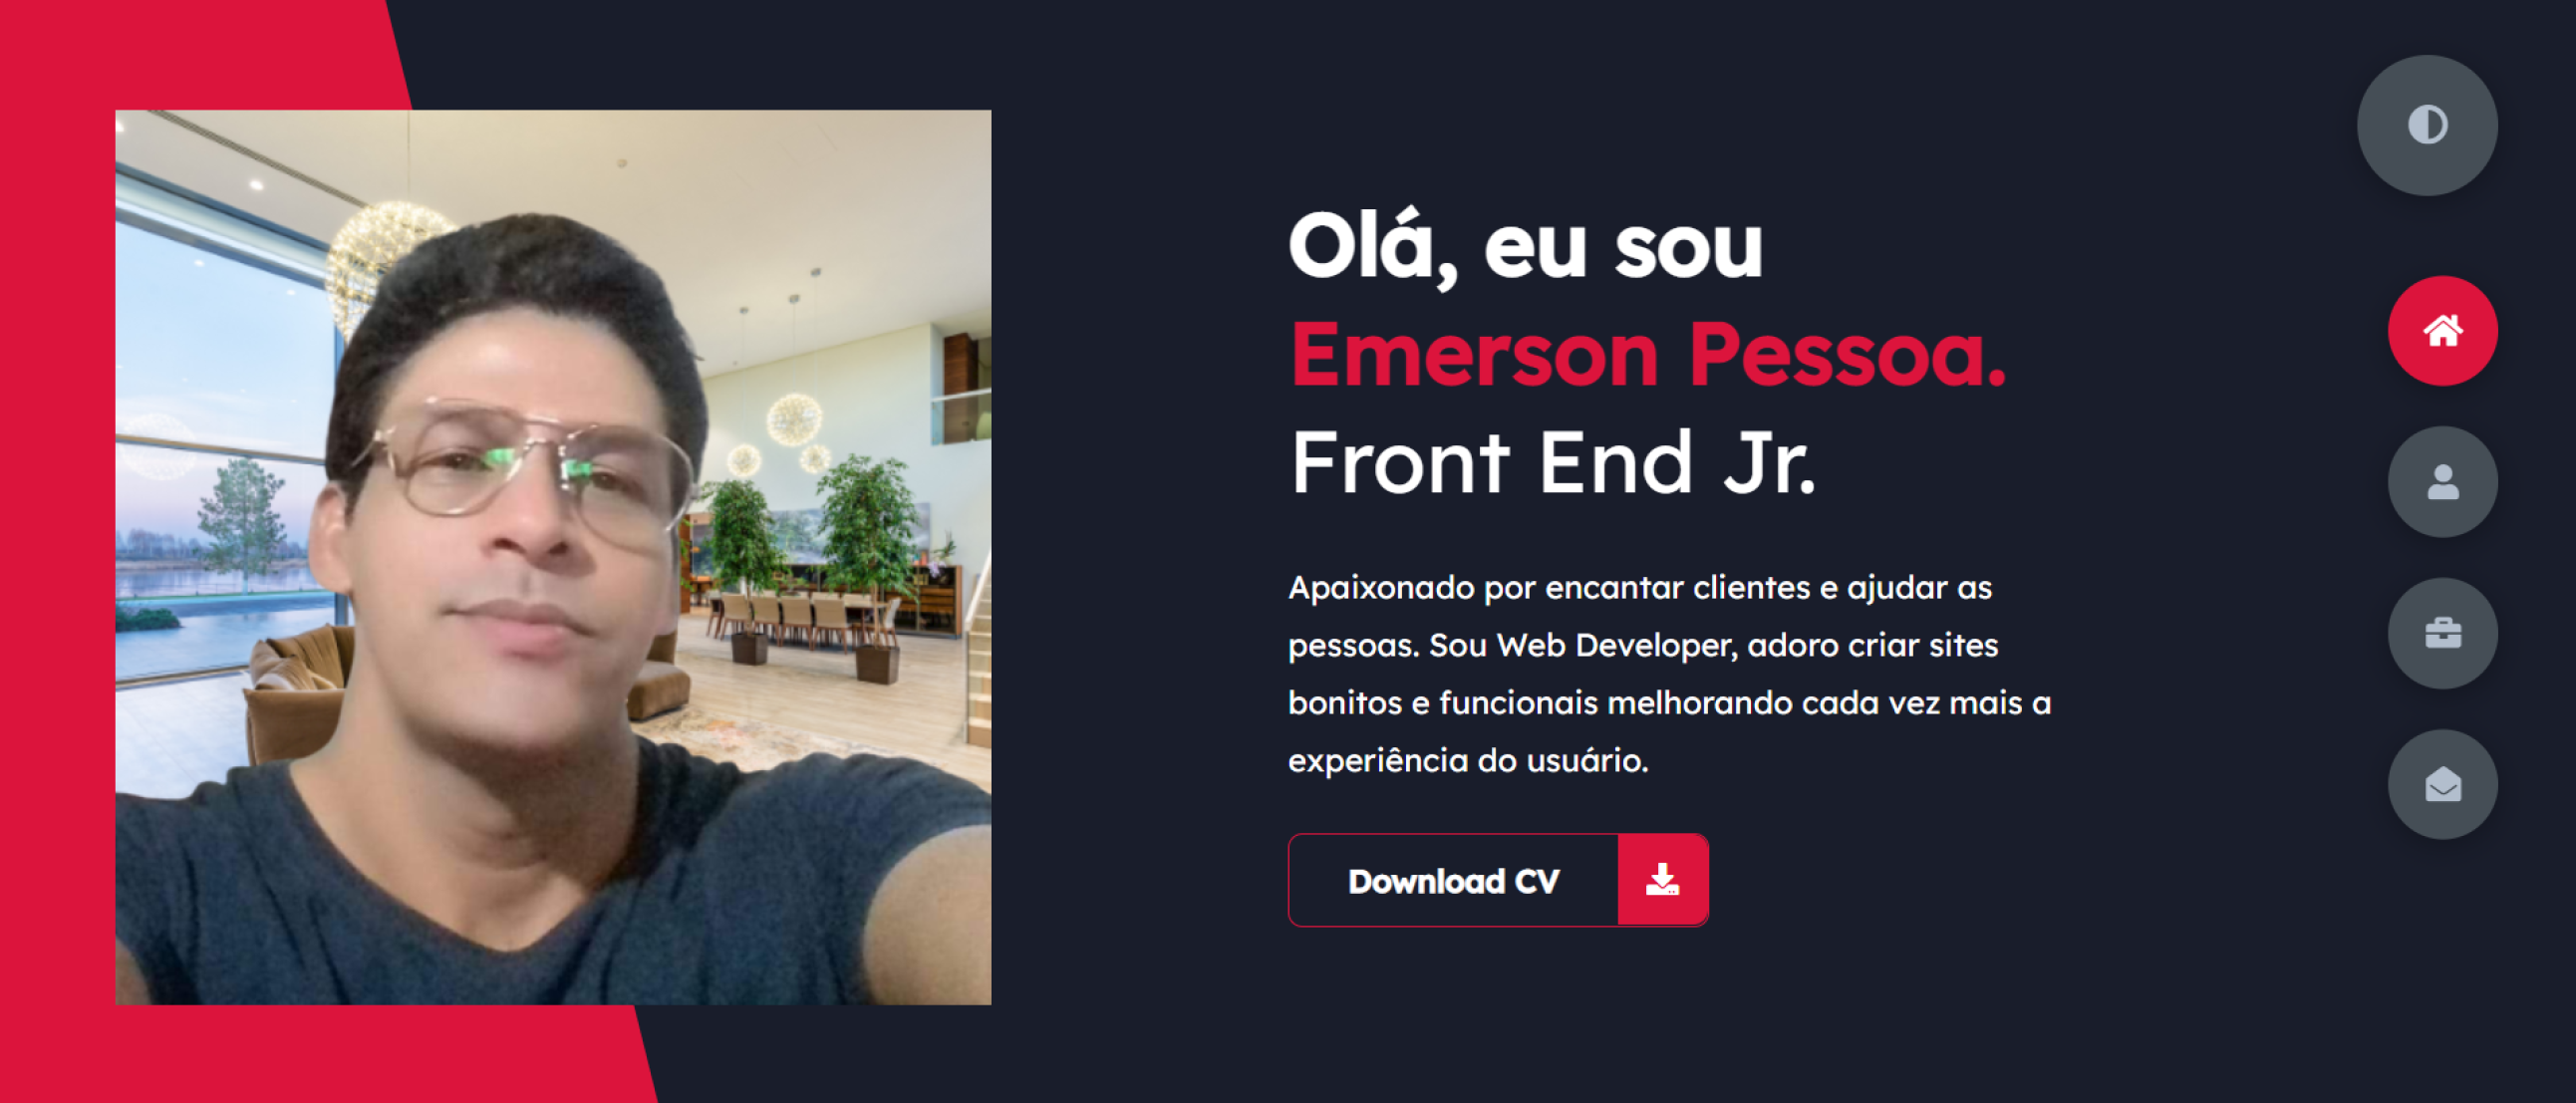 Olá, eu sou
Emerson Pessoa.
Front End Jr.
Apaixonado por encantar clientes e ajudar as
pessoas. Sou Web Developer, adoro criar sites
bonitos e funcionais melhorando cada vez mais a
experiência do usuário.
Download CV